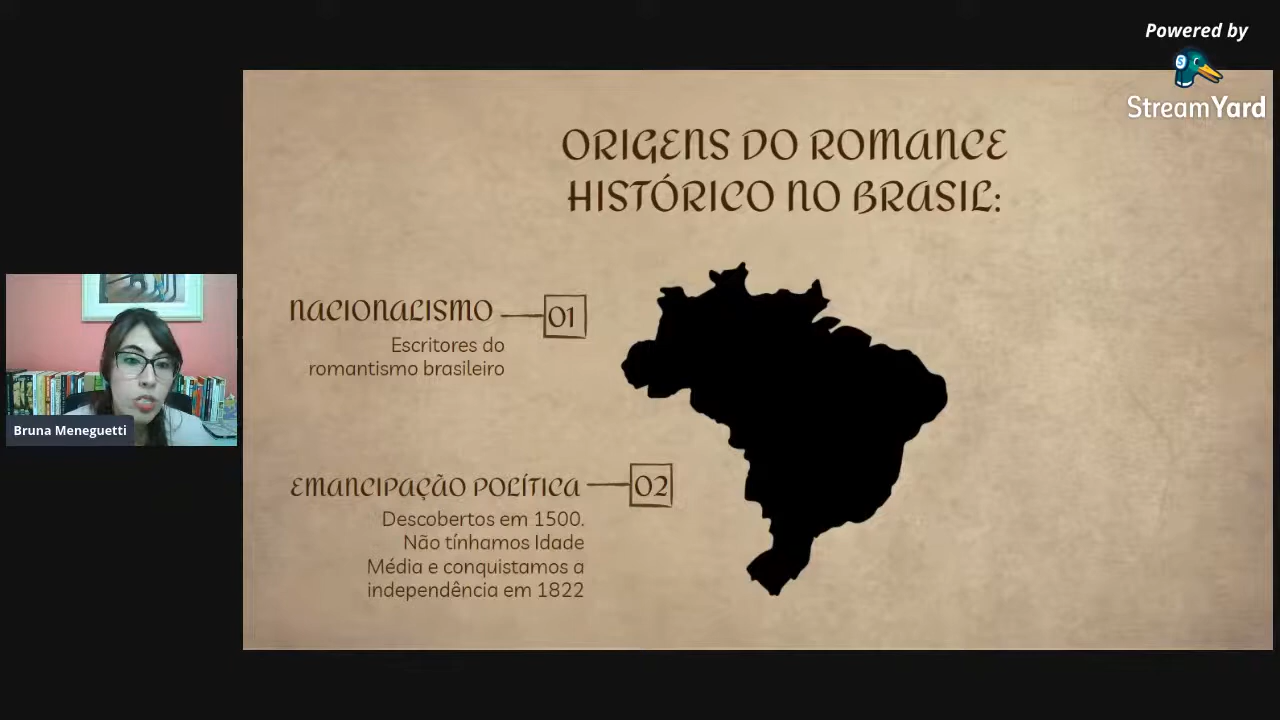 Powered by
StreamYard
ORIGENS DO ROMANCE
HISTÓRICO NO BRASIL:
NACIONALISMO
01
Escritores do
romantismo brasileiro
EMANCIPAÇÃO POLÍTICA
02
Descobertos em 1500.
Não tínhamos Idade
Média e conquistamos a
independência em 1822
Bruna Meneguetti